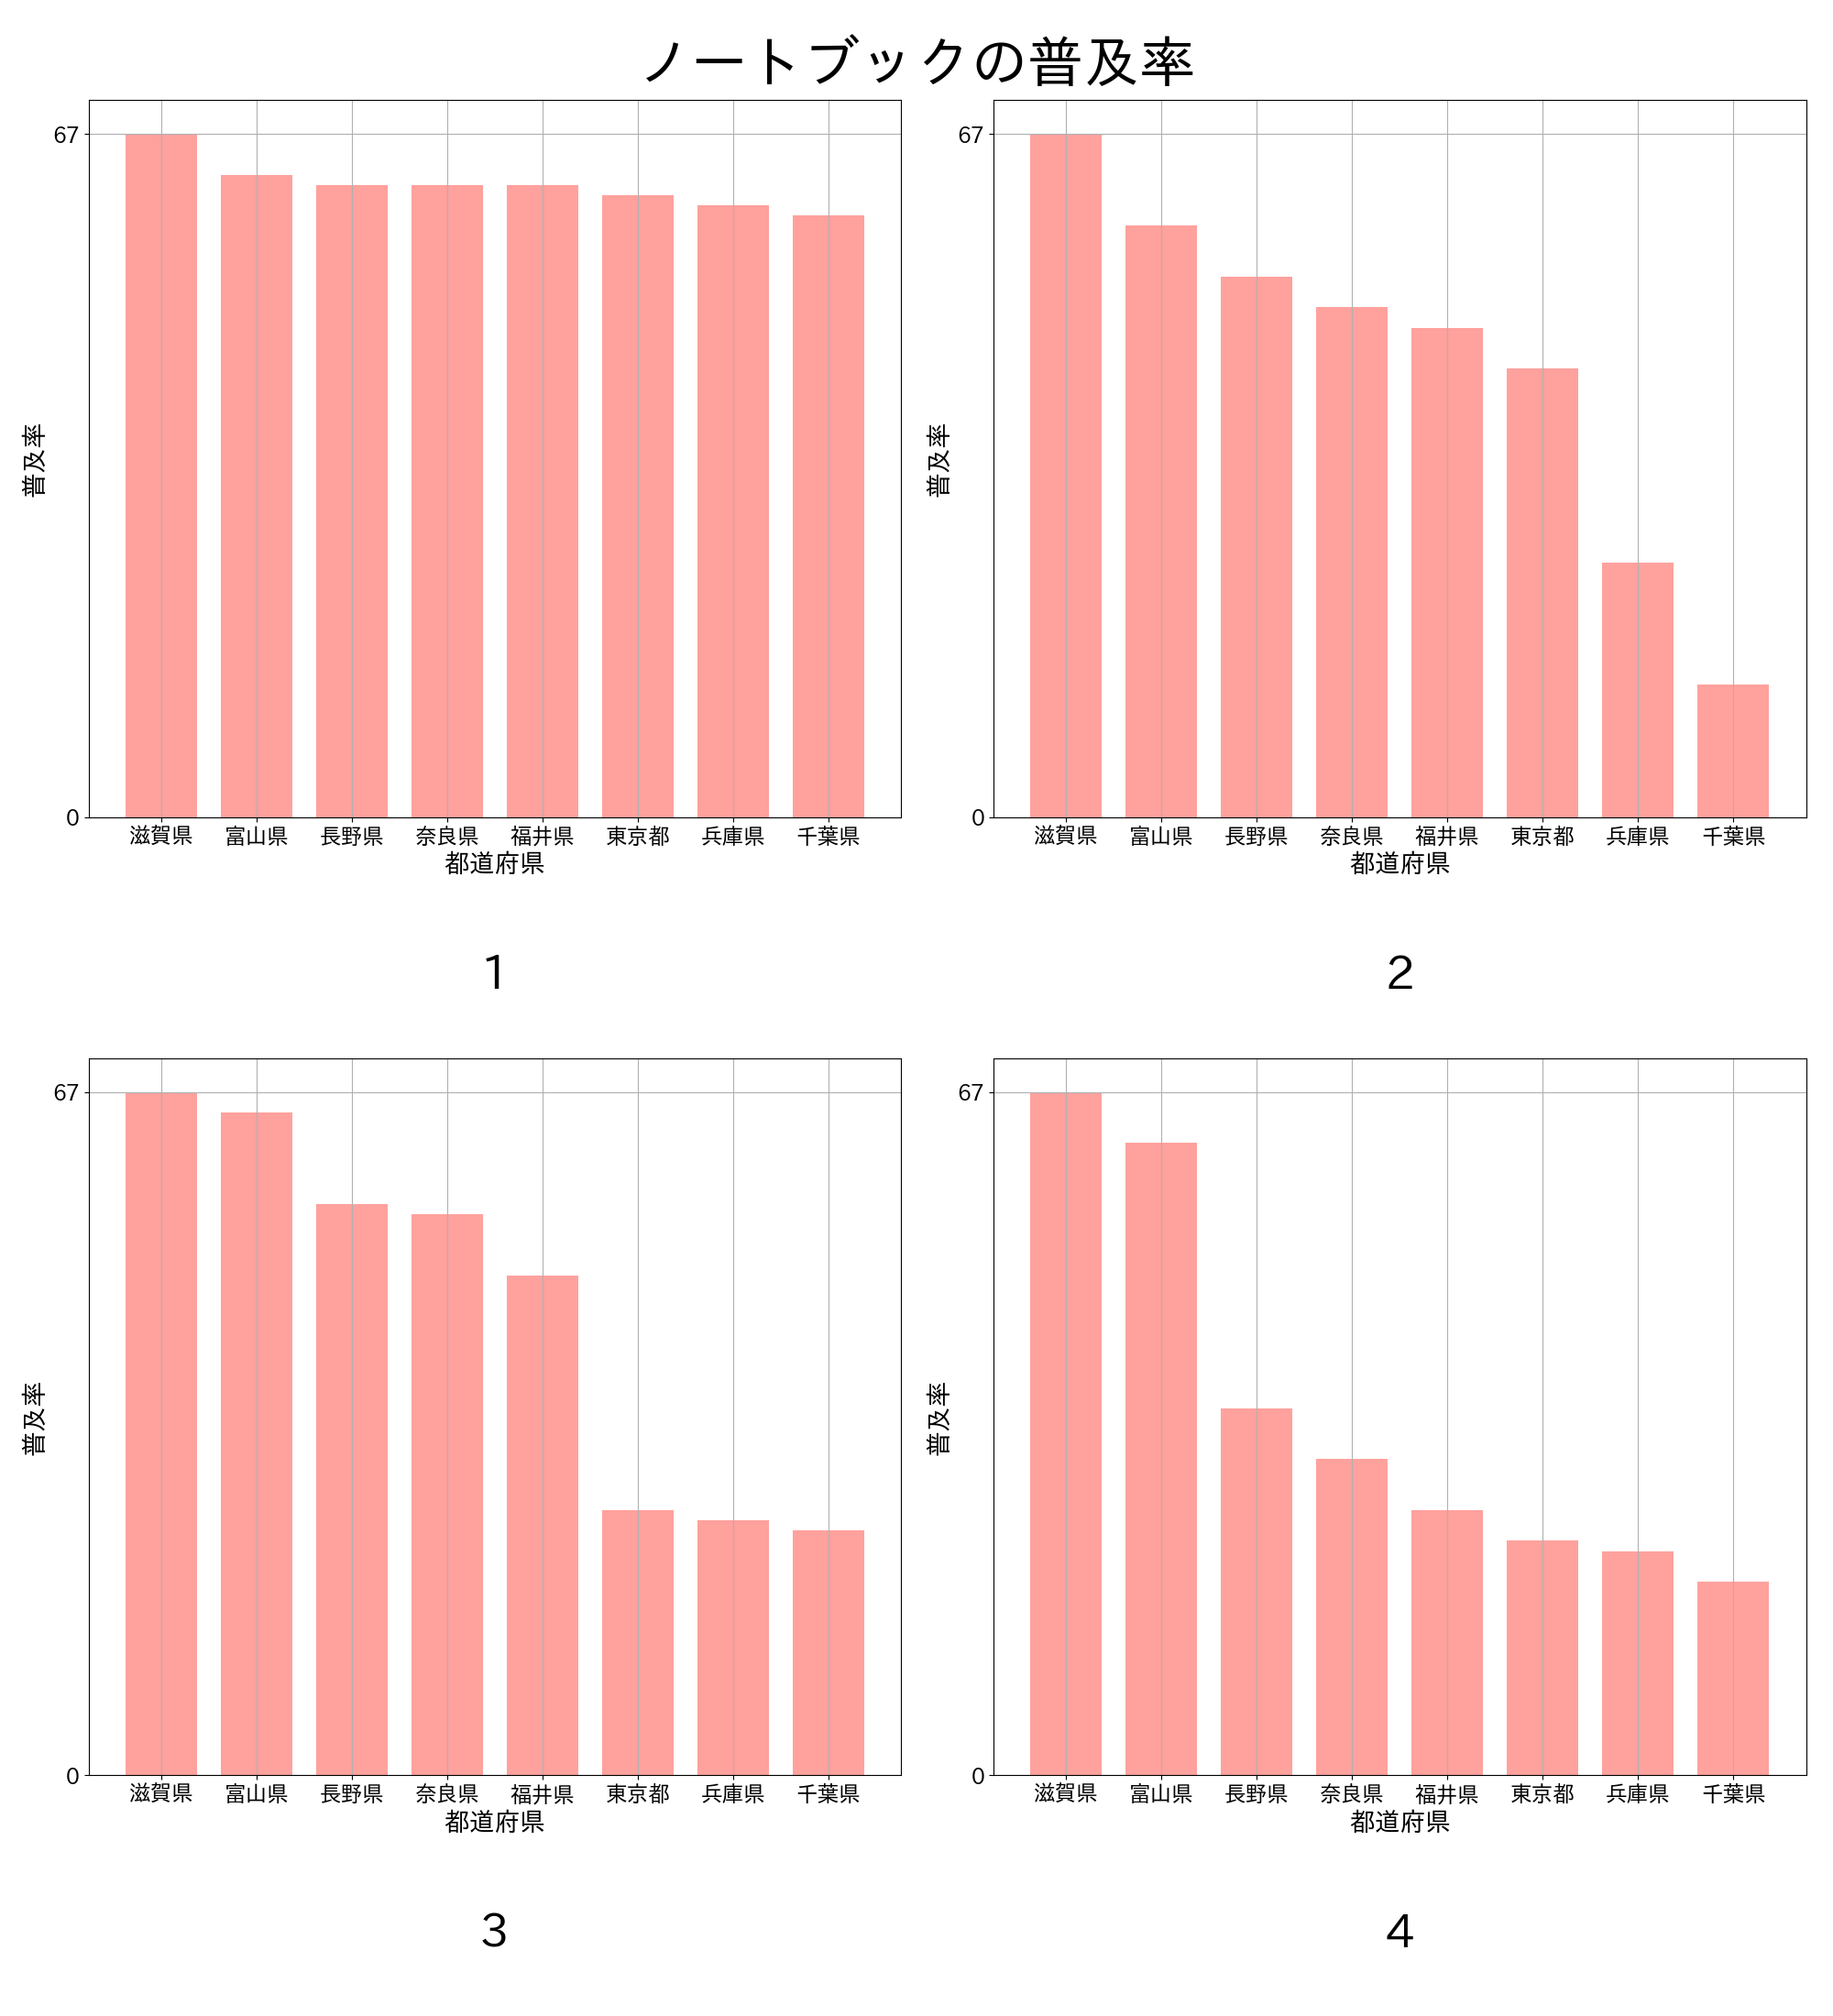 ノートブックの普及率
67
0
普及率
滋賀県 富山県 長野県 奈良県 福井県 東京都 兵庫県 千葉県
都道府県
1
67
0
普及率
滋賀県 富山県 長野県 奈良県 福井県 東京都 兵庫県 千葉県
都道府県
2
67
0
普及率
滋賀県 富山県 長野県 奈良県 福井県 東京都 兵庫県 千葉県
都道府県
3
67
0
普及率
滋賀県 富山県 長野県 奈良県 福井県 東京都 兵庫県 千葉県
都道府県
4